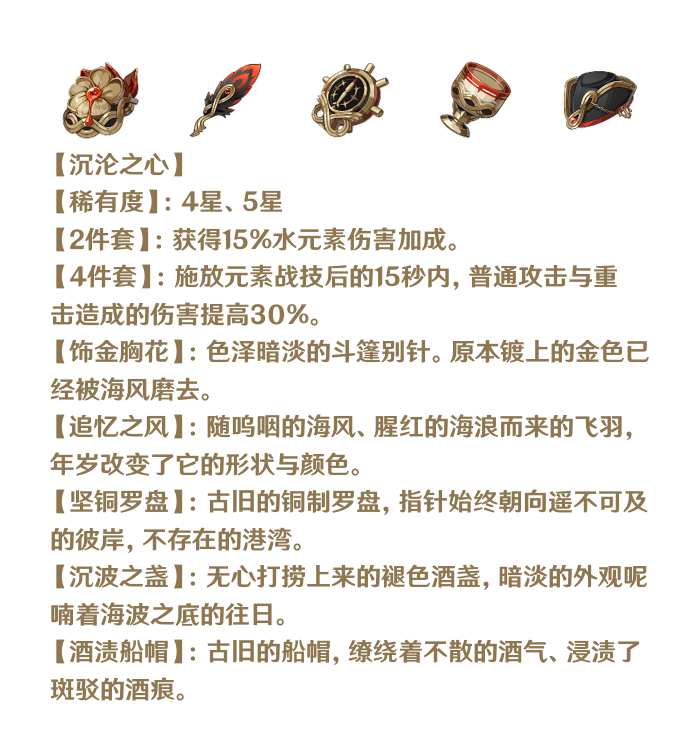 【沉沦之心】
【稀有度】：4星、5星
【2件套】：获得15%水元素伤害加成。
【4件套】：施放元素战技后的15秒内，普通攻击与重
击造成的伤害提高30%。
【饰金胸花】：色泽暗淡的斗篷别针。原本镀上的金色已
经被海风磨去。
【追忆之风】：随呜咽的海风、腥红的海浪而来的飞羽，
年岁改变了它的形状与颜色。
【坚铜罗盘】：古旧的铜制罗盘，指针始终朝向遥不可及
的彼岸，不存在的港湾。
【沉波之盏】：无心打捞上来的褪色酒盏，暗淡的外观呢
喃着海波之底的往日。
【酒渍船帽】：古旧的船帽，缭绕着不散的酒气、浸渍了
斑驳的酒痕。